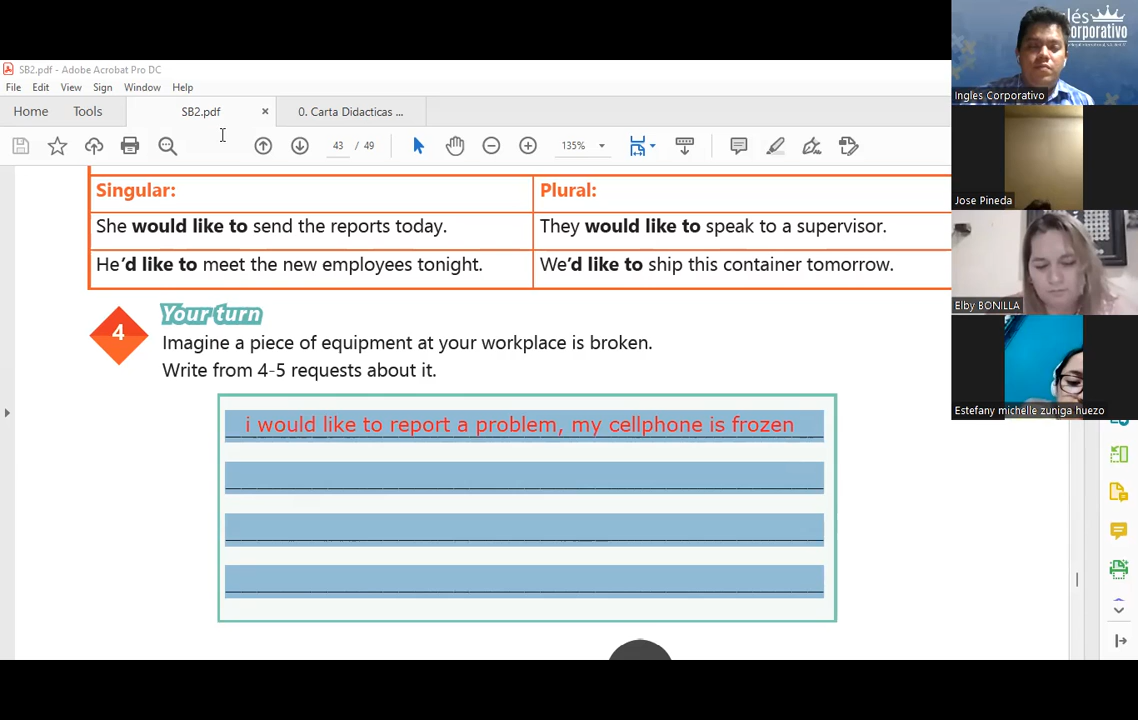 SB2.pdf - Adobe Acrobat Pro DC
File Edit View Sign Window Help
Home Tools SB2.pdf × 0. Carta Didacticas ...
43 / 49 135%
Singular: Plural:
She would like to send the reports today. They would like to speak to a supervisor.
He'd like to meet the new employees tonight. We'd like to ship this container tomorrow.
4 Your turn
Imagine a piece of equipment at your workplace is broken.
Write from 4-5 requests about it.
i would like to report a problem, my cellphone is frozen
Ingles Corporativo
Jose Pineda
Elby BONILLA
Estefany michelle zuniga huezo